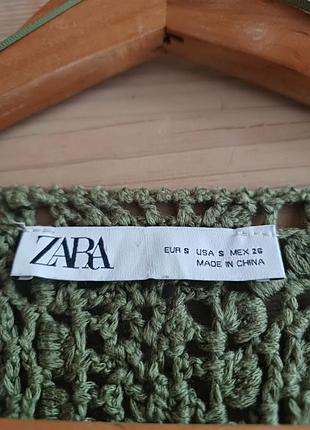 ZARA
EUR S USA S MEX 26
MADE IN CHINA